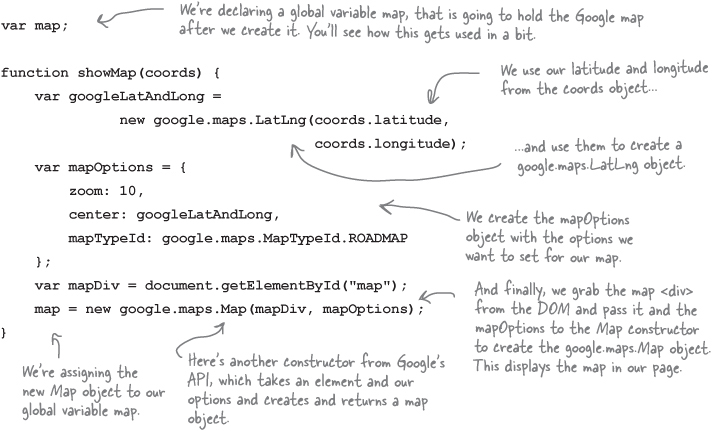 We're declaring a global variable map, that is going to hold the Google map
after we create it. You'll see how this gets used in a bit.
var map;
function showMap(coords) {
We use our latitude and longitude
from the coords object...
var googleLatAndLong =
new google.maps.LatLng(coords.latitude,
coords.longitude);
...and use them to create a
google.maps.LatLng object.
var mapOptions = {
zoom: 10,
center: googleLatAndLong,
mapTypeId: google.maps.MapTypeId.ROADMAP
};
We create the mapOptions
object with the options we
want to set for our map.
var mapDiv = document.getElementById("map");
map = new google.maps.Map(mapDiv, mapOptions);
}
And finally, we grab the map <div>
from the DOM and pass it and the
mapOptions to the Map constructor
to create the google.maps.Map object.
This displays the map in our page.
We're assigning the
new Map object to our
global variable map.
Here's another constructor from Google's
API, which takes an element and our
options and creates and returns a map
object.